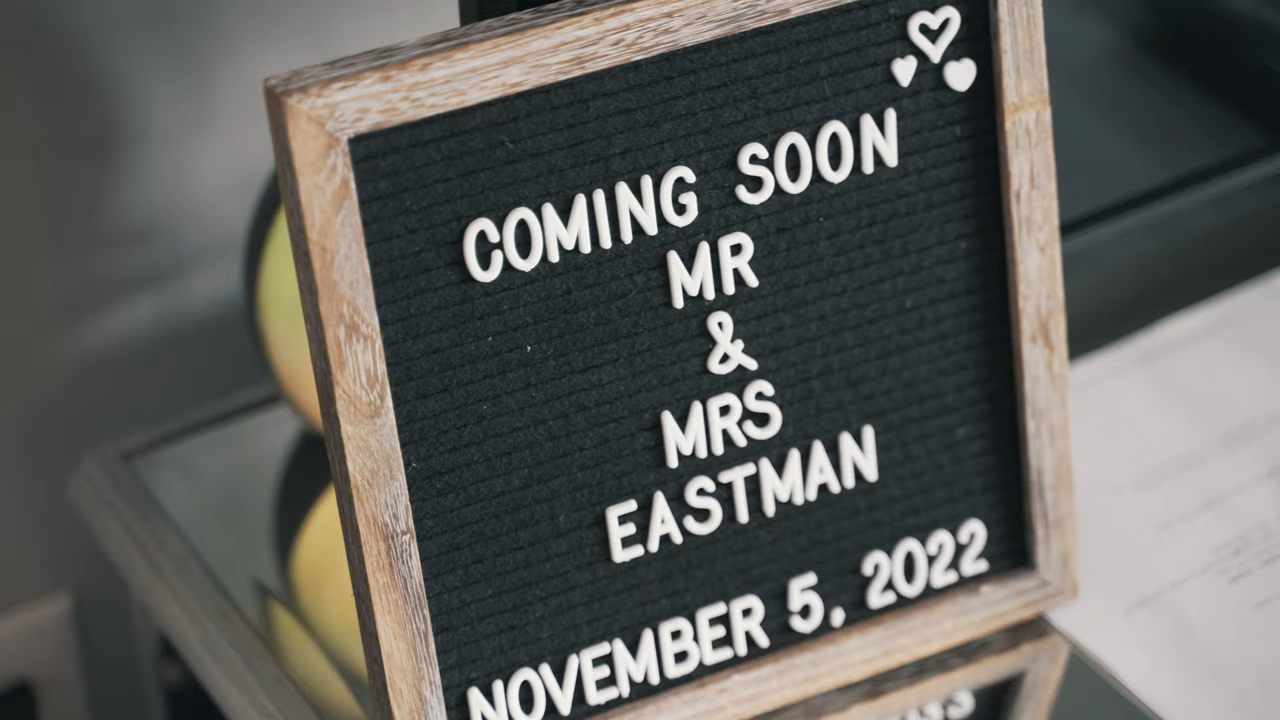 COMING SOON
MR
&
MRS
EASTMAN
NOVEMBER 5, 2022